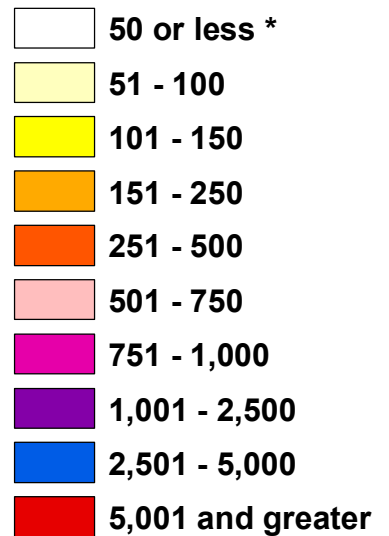 50 or less *
51 - 100
101 - 150
151 - 250
251 - 500
501 - 750
751 - 1,000
1,001 - 2,500
2,501 - 5,000
5,001 and greater